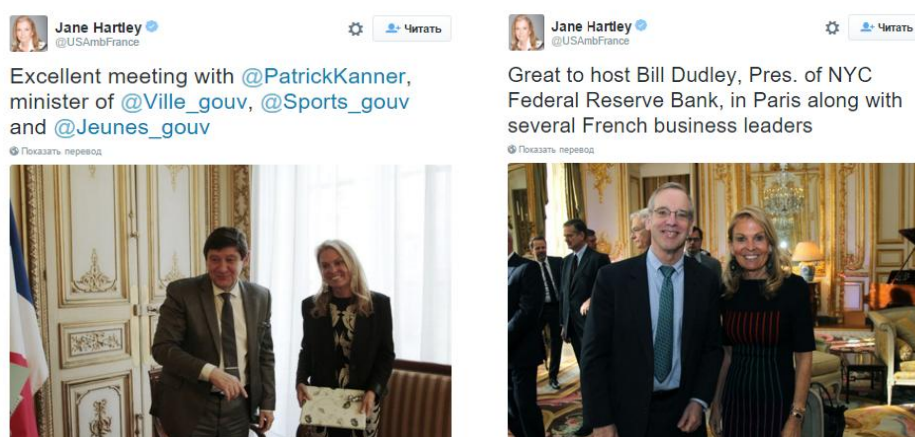 Jane Hartley
@USAmbFrance
Читать
Excellent meeting with @PatrickKanner,
minister of @Ville_gouv, @Sports_gouv
and @Jeunes_gouv
Показать перевод
Jane Hartley
@USAmbFrance
Читать
Great to host Bill Dudley, Pres. of NYC
Federal Reserve Bank, in Paris along with
several French business leaders
Показать перевод